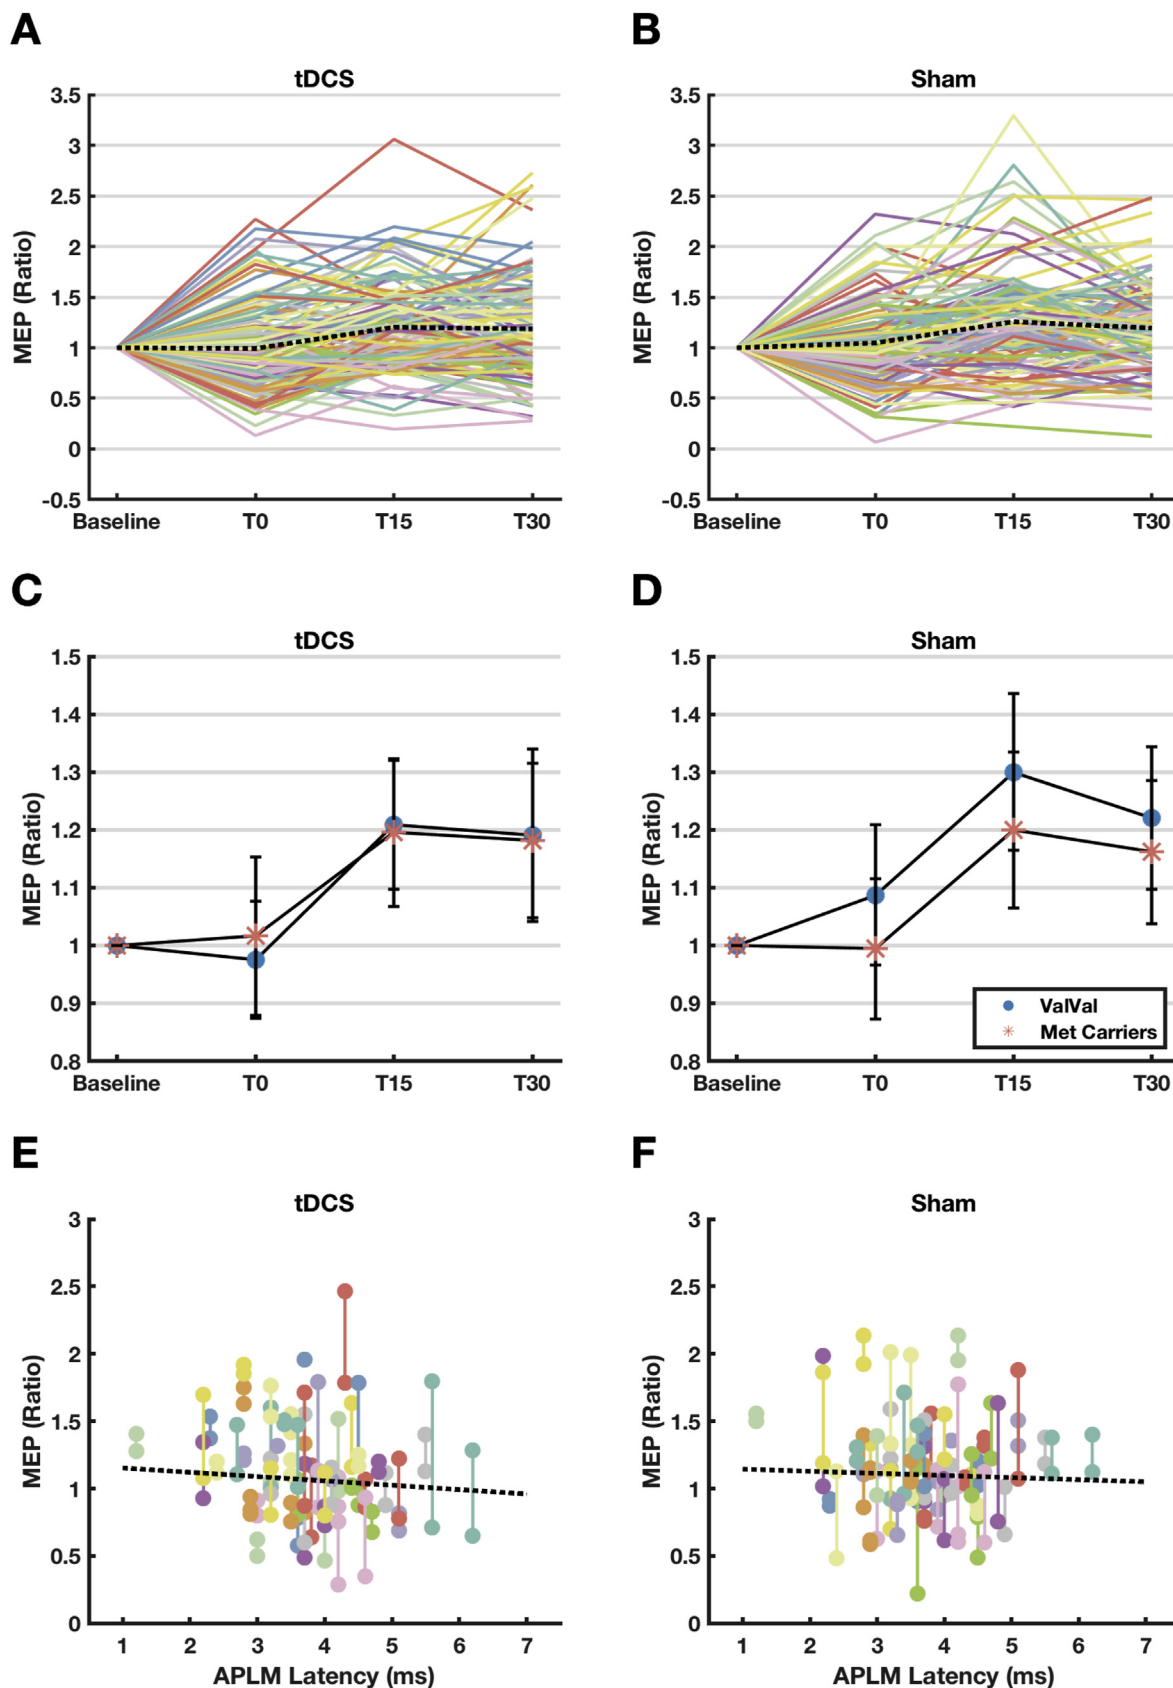 A
B
tDCS
Sham
MEP (Ratio)
3.5
3
2.5
2
1.5
1
0.5
0
-0.5
Baseline T0 T15 T30
MEP (Ratio)
3.5
3
2.5
2
1.5
1
0.5
0
-0.5
Baseline T0 T15 T30
C
D
tDCS
Sham
MEP (Ratio)
1.5
1.4
1.3
1.2
1.1
1
0.9
0.8
Baseline T0 T15 T30
MEP (Ratio)
1.5
1.4
1.3
1.2
1.1
1
0.9
0.8
ValVal
Met Carriers
Baseline T0 T15 T30
E
F
tDCS
Sham
MEP (Ratio)
3
2.5
2
1.5
1
0.5
0
1 2 3 4 5 6 7
APLM Latency (ms)
MEP (Ratio)
3
2.5
2
1.5
1
0.5
0
1 2 3 4 5 6 7
APLM Latency (ms)